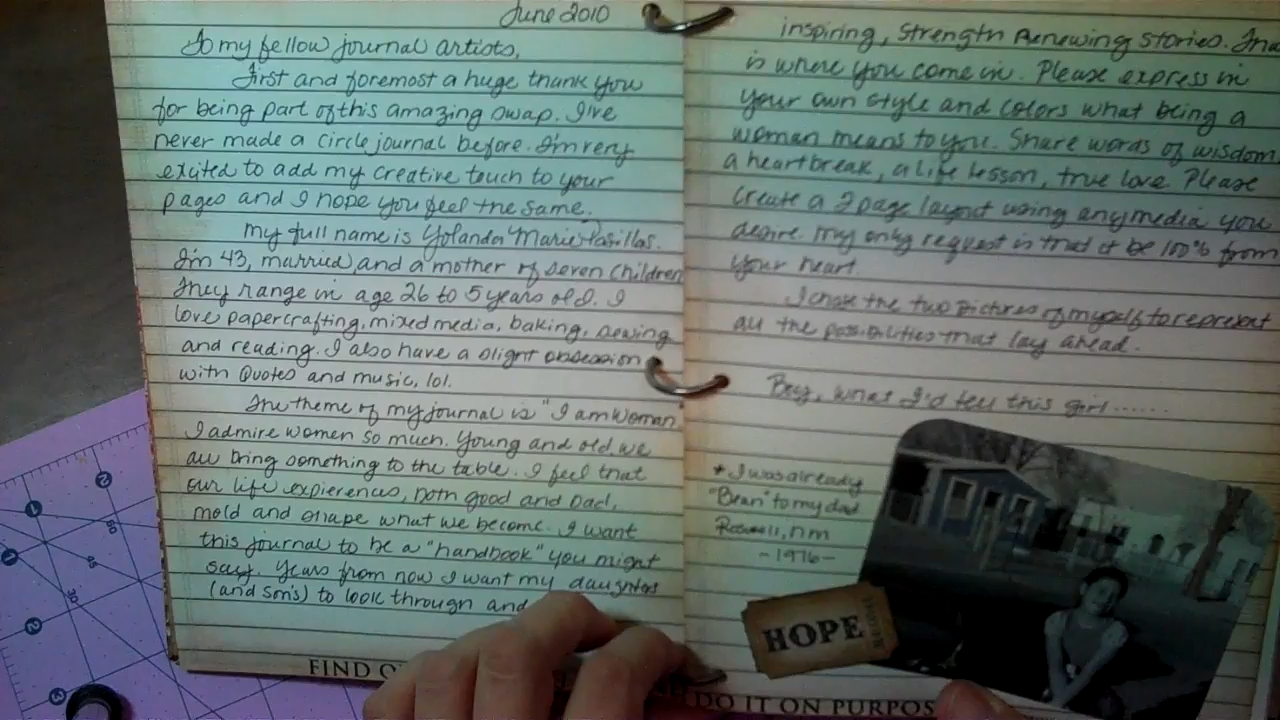 June 2010
To my fellow journal artists,
First and foremost a huge thank you
for being part of this amazing swap. I've
never made a circle journal before. I'm very
excited to add my creative touch to your
pages and I hope you feel the same.
My full name is Yolanda Marie Pasillas.
I'm 43, married, and a mother of seven children
They range in age 26 to 5 years old. I
love papercrafting, mixed media, baking, sewing
and reading. I also have a slight obsession
with Quotes and music, lol.
The theme of my journal is "I am Woman
I admire women so much. Young and old, we
all bring something to the table. I feel that
our life expierences, both good and bad,
mold and shape what we become. I want
this journal to be a "handbook" you might
say. Years from now I want my daughters
(and son's) to look through and
FIND
inspiring, strength renewing stories.
is where you come in. Please express in
your own style and colors what being a
woman means to you. Share words of wisdom
a heartbreak, a life lesson, true love. Please
create a 2 page layout using any media you
desire. My only request is that it be 100% from
your heart.
I chose the two pictures of myself to represent
all the possibilities that lay ahead.
Boy, what I'd tell this girl......
* I was already
"Bean" to my dad
Roswell, nm
-1976-
HOPE
DO IT ON PURPOS